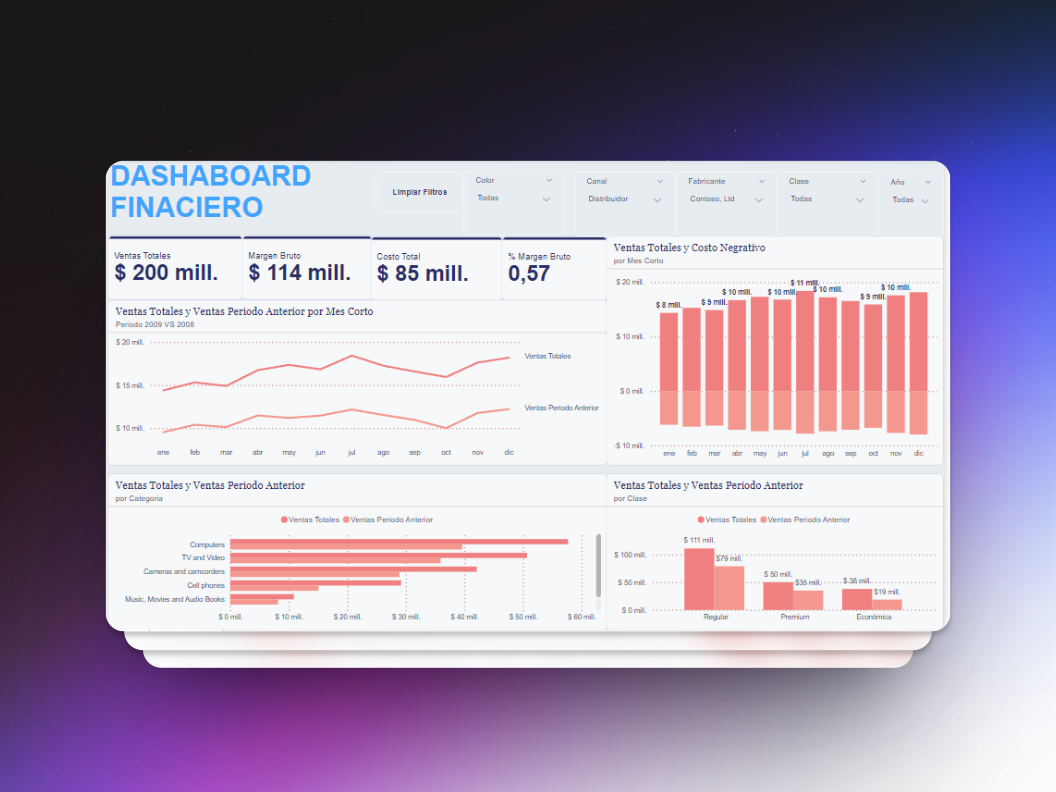 DASHABOARD
FINACIERO
Limpiar Filtros
Color
Todas
Canal
Distribuidor
Fabricante
Contoso, Ltd
Clase
Todas
Año
Todas
Ventas Totales
$ 200 mill.
Margen Bruto
$ 114 mill.
Costo Total
$ 85 mill.
% Margen Bruto
0,57
Ventas Totales y Ventas Periodo Anterior por Mes Corto
Periodo 2009 VS 2008
$ 20 mill.
$ 15 mill.
$ 10 mill.
Ventas Totales
Ventas Periodo Anterior
ene feb mar abr may jun jul ago sep oct nov dic
Ventas Totales y Costo Negrativo
por Mes Corto
$ 20 mill.
$ 10 mill.
$ 0 mill.
-$ 10 mill.
$ 8 mill.
$ 9 mill.
$ 10 mill.
$ 10 mill.
$ 11 mill.
$ 10 mill.
$ 9 mill.
$ 10 mill.
ene feb mar abr may jun jul ago sep oct nov dic
Ventas Totales y Ventas Periodo Anterior
por Categoria
Ventas Totales Ventas Periodo Anterior
Computers
TV and Video
Cameras and camcorders
Cell phones
Music, Movies and Audio Books
$ 0 mill. $ 10 mill. $ 20 mill. $ 30 mill. $ 40 mill. $ 50 mill. $ 60 mill.
Ventas Totales y Ventas Periodo Anterior
por Clase
Ventas Totales Ventas Periodo Anterior
$ 100 mill.
$ 50 mill.
$ 0 mill.
$ 111 mill.
$79 mill.
$ 50 mill.
$35 mill.
$ 38 mill.
$19 mill.
Regular Premium Económica